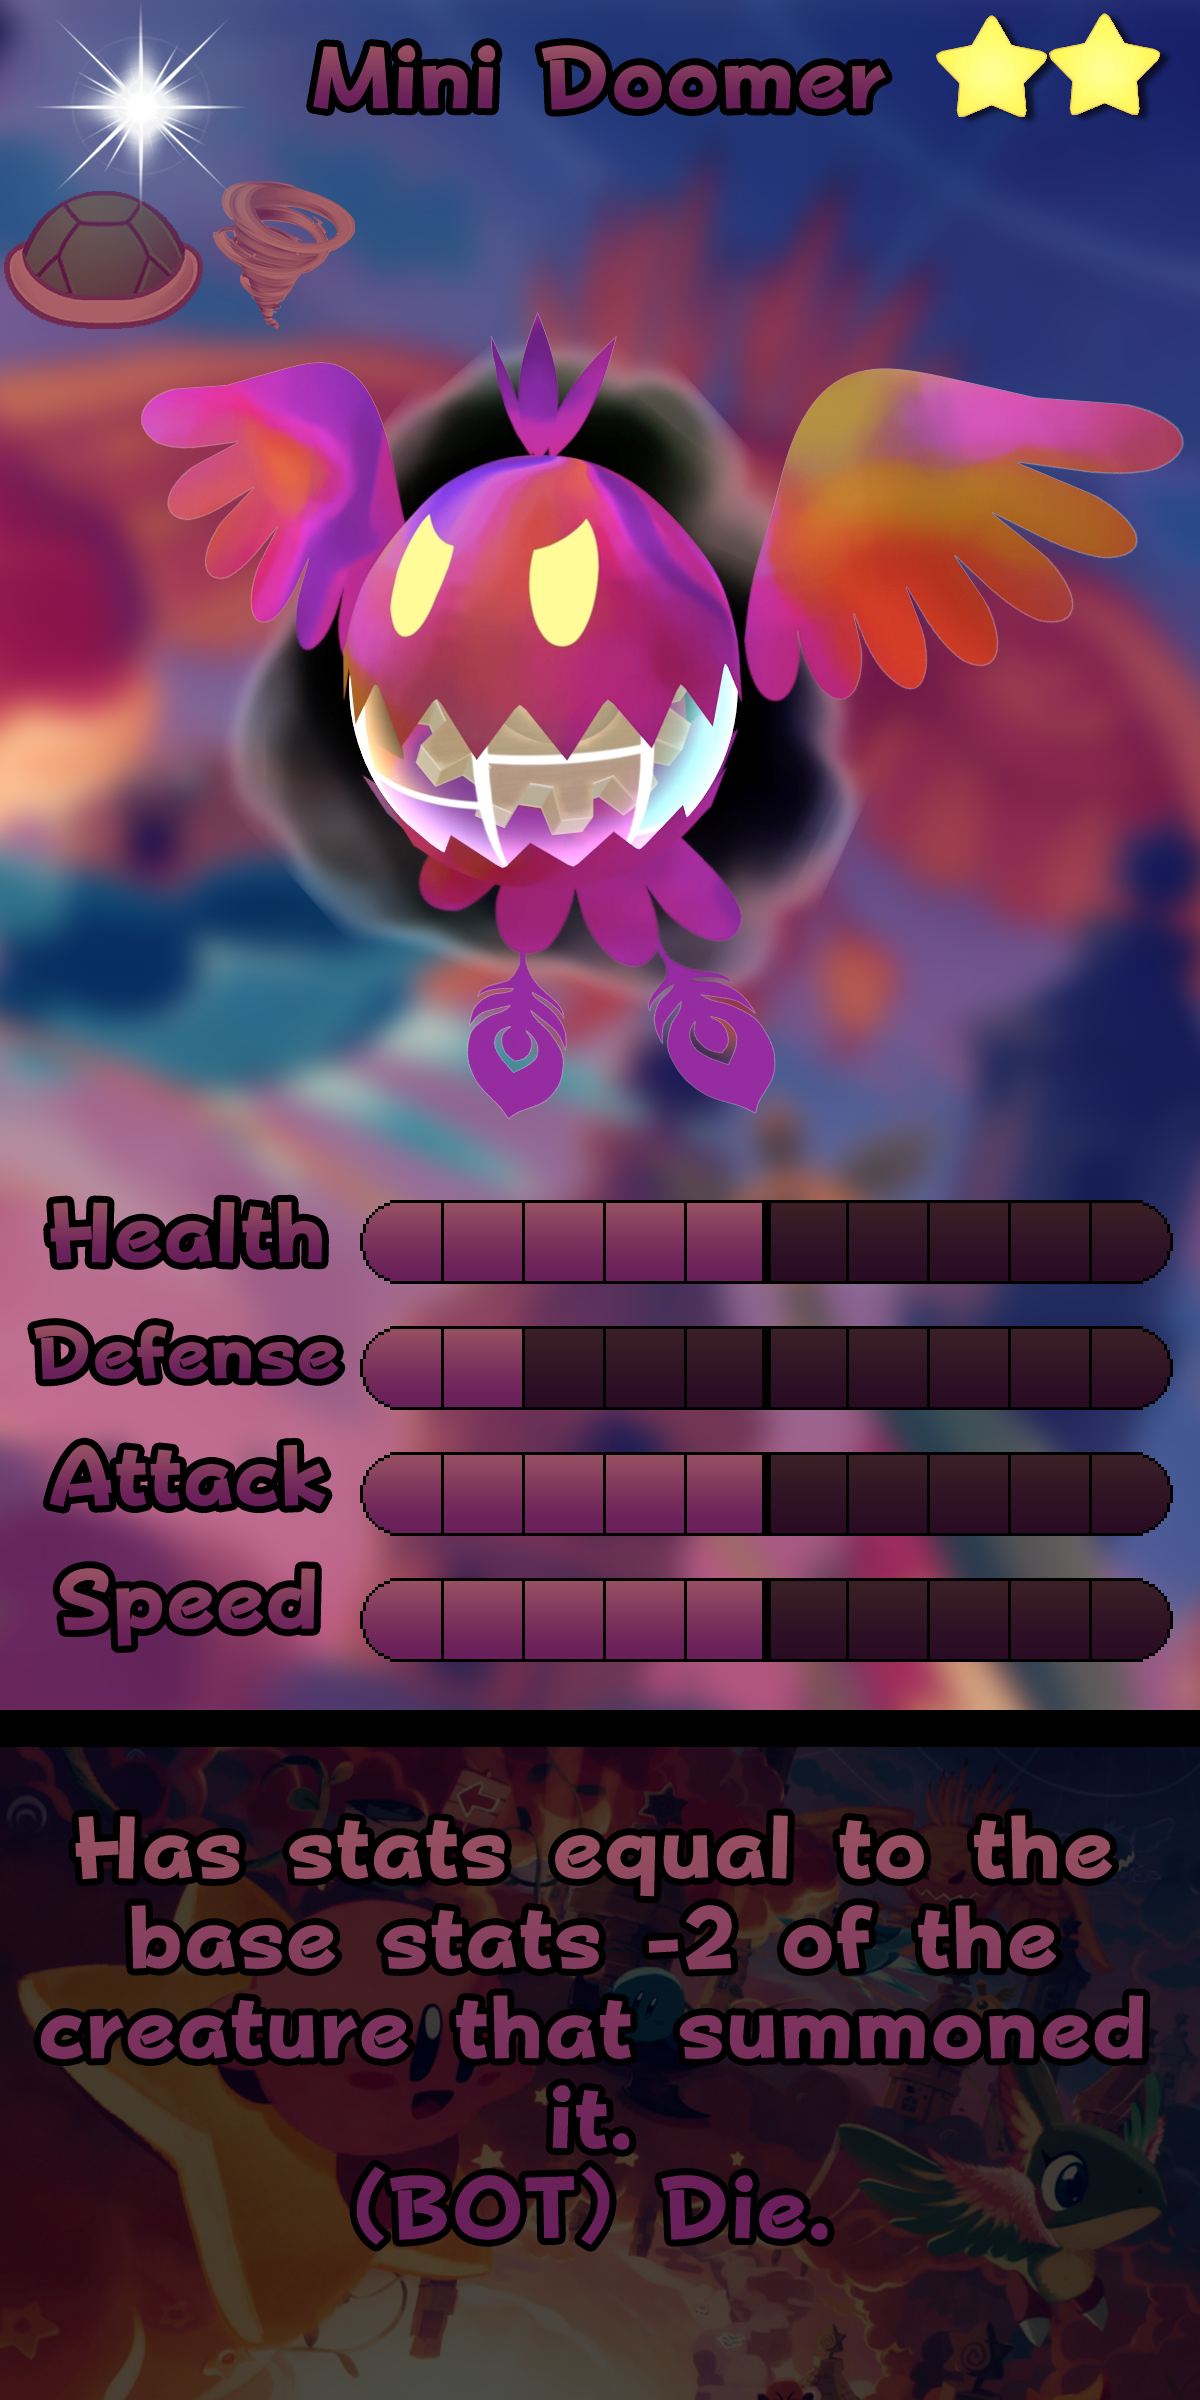 Mini Doomer
Health
Defense
Attack
Speed
Has stats equal to the
base stats -2 of the
creature that summoned
it.
(BOT) Die.